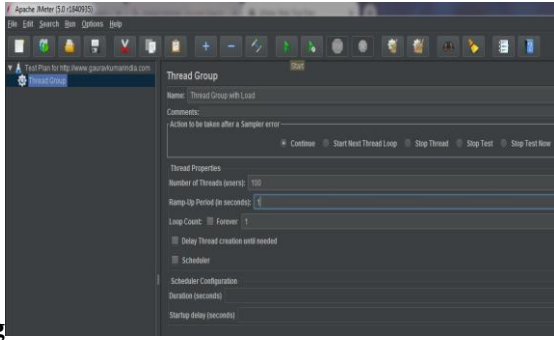 Apache JMeter (5.0 r1840935)
File Edit Search Run Options Help
Start
Test Plan for http://www.gauravkumarindia.com
Thread Group
Thread Group
Name: Thread Group with Load
Comments:
Action to be taken after a Sampler error
Continue Start Next Thread Loop Stop Thread Stop Test Stop Test Now
Thread Properties
Number of Threads (users): 100
Ramp-Up Period (in seconds): 1
Loop Count: Forever 1
Delay Thread creation until needed
Scheduler
Scheduler Configuration
Duration (seconds)
Startup delay (seconds)
g